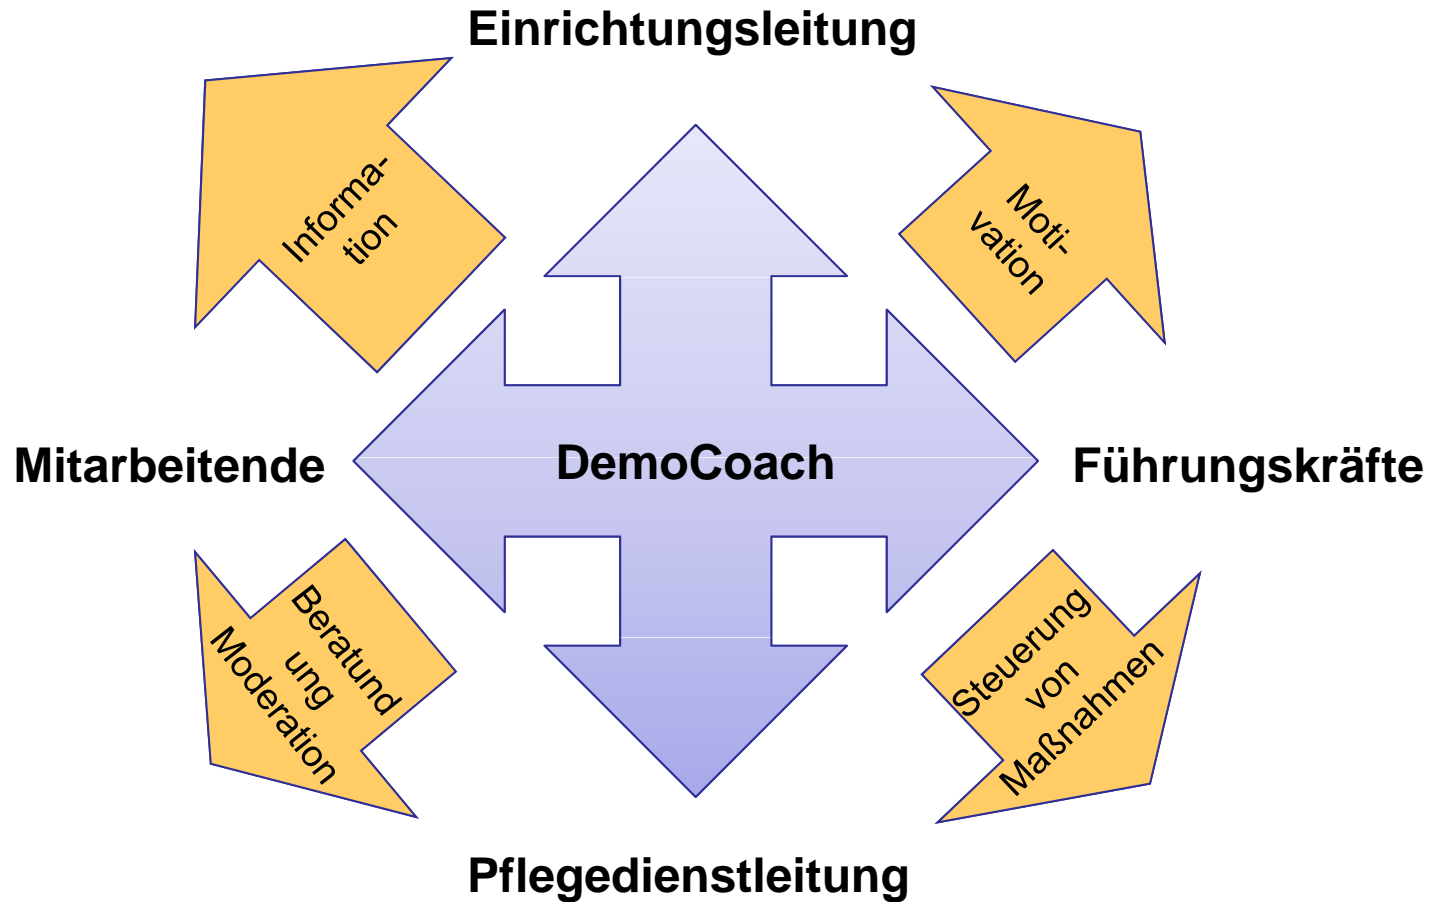 Einrichtungsleitung
Informa-
tion
Moti-
vation
Mitarbeitende
DemoCoach
Führungskräfte
Beratund
ung
Moderation
Steuerung
von
Maßnahmen
Pflegedienstleitung